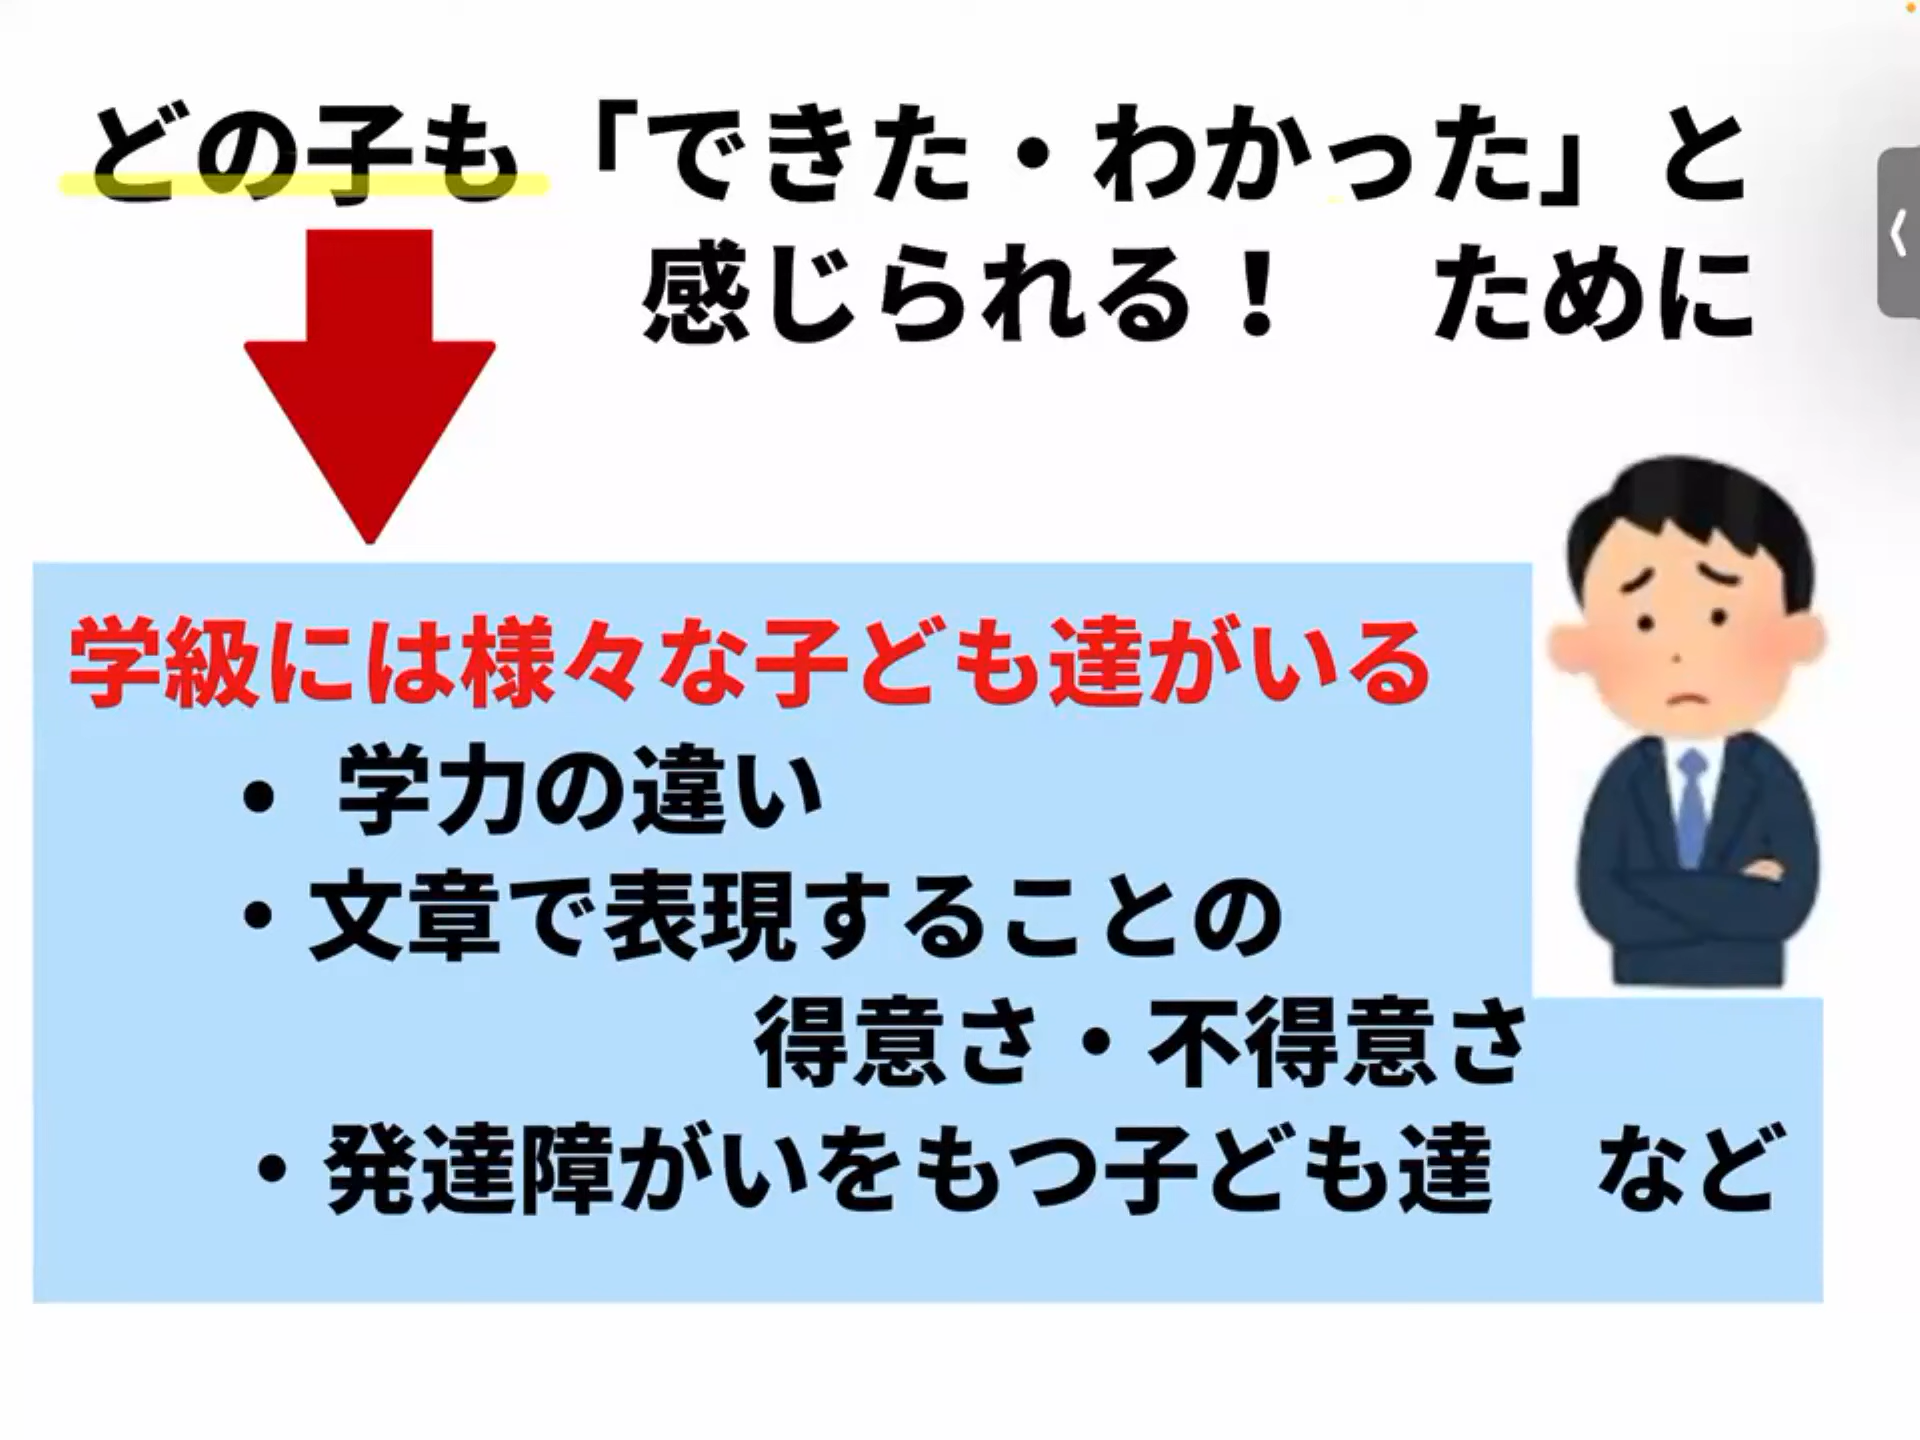 どの子も「できた・わかった」と
感じられる！　ために
学級には様々な子ども達がいる
・ 学力の違い
・文章で表現することの
得意さ・不得意さ
・発達障がいをもつ子ども達　など